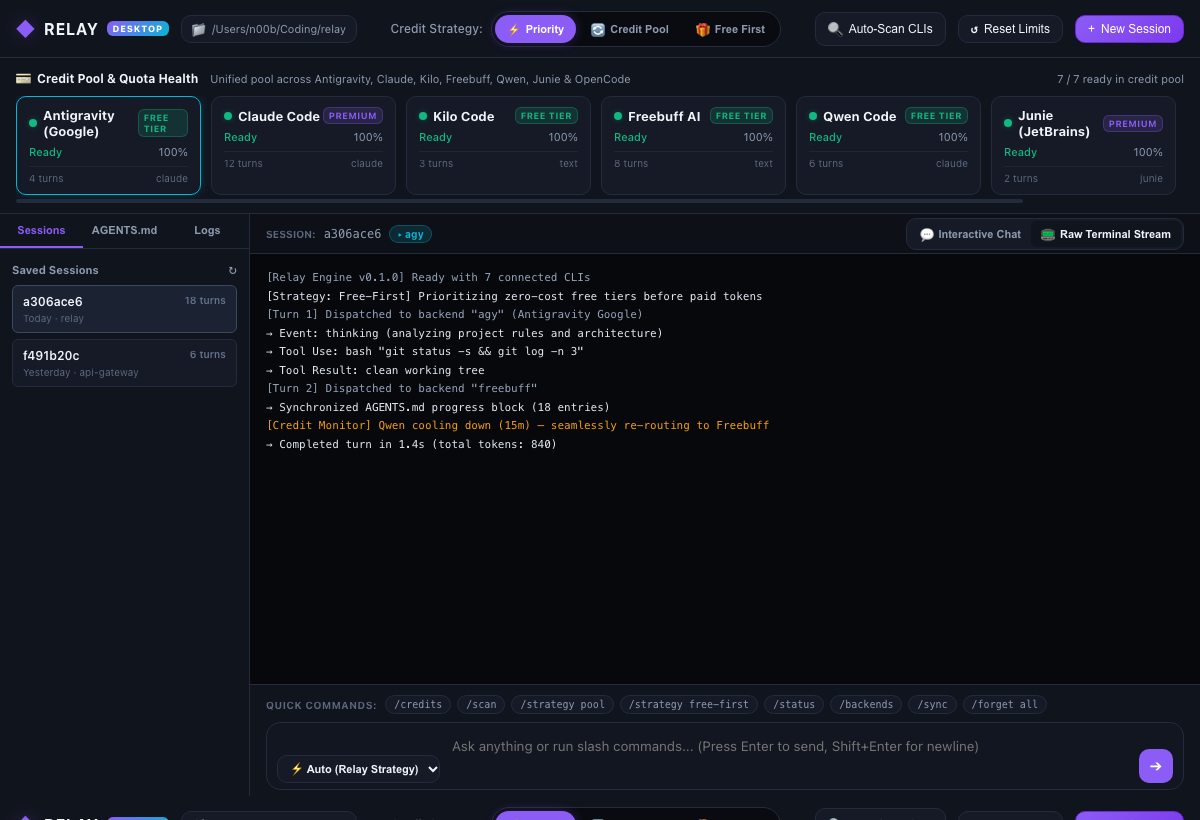 RELAY DESKTOP /Users/n00b/Coding/relay Credit Strategy: Priority Credit Pool Free First Auto-Scan CLIs ↺ Reset Limits + New Session
Credit Pool & Quota Health Unified pool across Antigravity, Claude, Kilo, Freebuff, Qwen, Junie & OpenCode 7 / 7 ready in credit pool
Antigravity (Google) FREE TIER
Ready 100%
4 turns claude
Claude Code PREMIUM
Ready 100%
12 turns claude
Kilo Code FREE TIER
Ready 100%
3 turns text
Freebuff AI FREE TIER
Ready 100%
8 turns text
Qwen Code FREE TIER
Ready 100%
6 turns claude
Junie (JetBrains) PREMIUM
Ready 100%
2 turns junie
Sessions AGENTS.md Logs
Saved Sessions ↻
a306ace6 18 turns
Today · relay
f491b20c 6 turns
Yesterday · api-gateway
SESSION: a306ace6 ▸ agy Interactive Chat Raw Terminal Stream
[Relay Engine v0.1.0] Ready with 7 connected CLIs
[Strategy: Free-First] Prioritizing zero-cost free tiers before paid tokens
[Turn 1] Dispatched to backend "agy" (Antigravity Google)
→ Event: thinking (analyzing project rules and architecture)
→ Tool Use: bash "git status -s && git log -n 3"
→ Tool Result: clean working tree
[Turn 2] Dispatched to backend "freebuff"
→ Synchronized AGENTS.md progress block (18 entries)
[Credit Monitor] Qwen cooling down (15m) — seamlessly re-routing to Freebuff
→ Completed turn in 1.4s (total tokens: 840)
QUICK COMMANDS: /credits /scan /strategy pool /strategy free-first /status /backends /sync /forget all
Ask anything or run slash commands... (Press Enter to send, Shift+Enter for newline)
⚡ Auto (Relay Strategy) →
RELAY